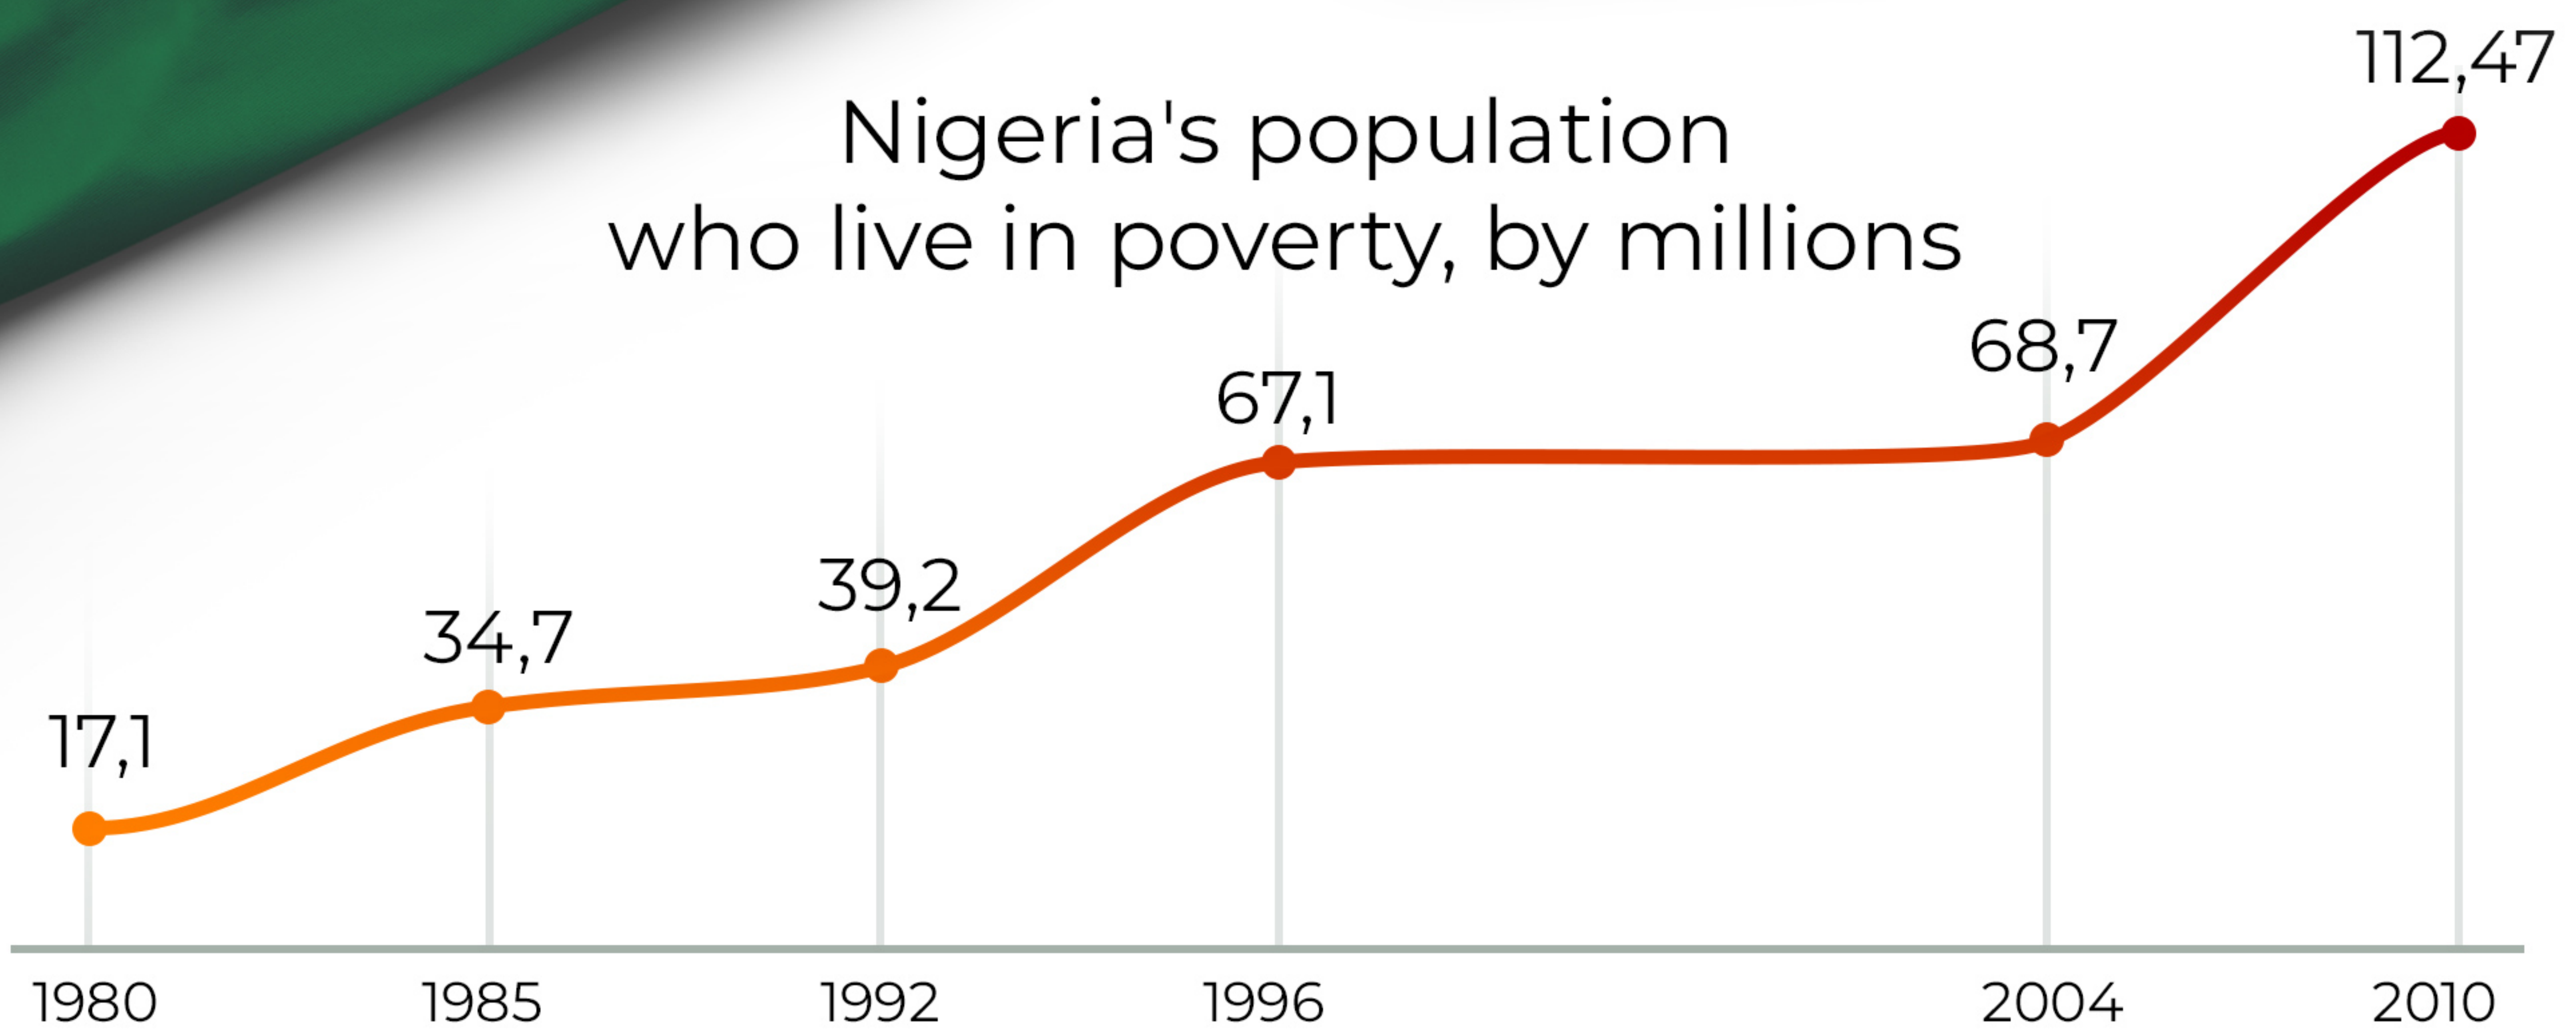 Nigeria's population
who live in poverty, by millions
17,1
34,7
39,2
67,1
68,7
112,47
1980 1985 1992 1996 2004 2010